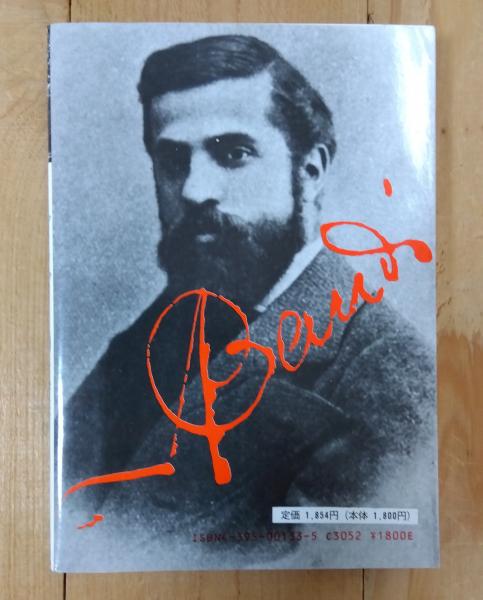 A Gaudí
定価 1,854円 (本体 1,800円)
ISBN4-395-00133-5 C3052 ¥1800E